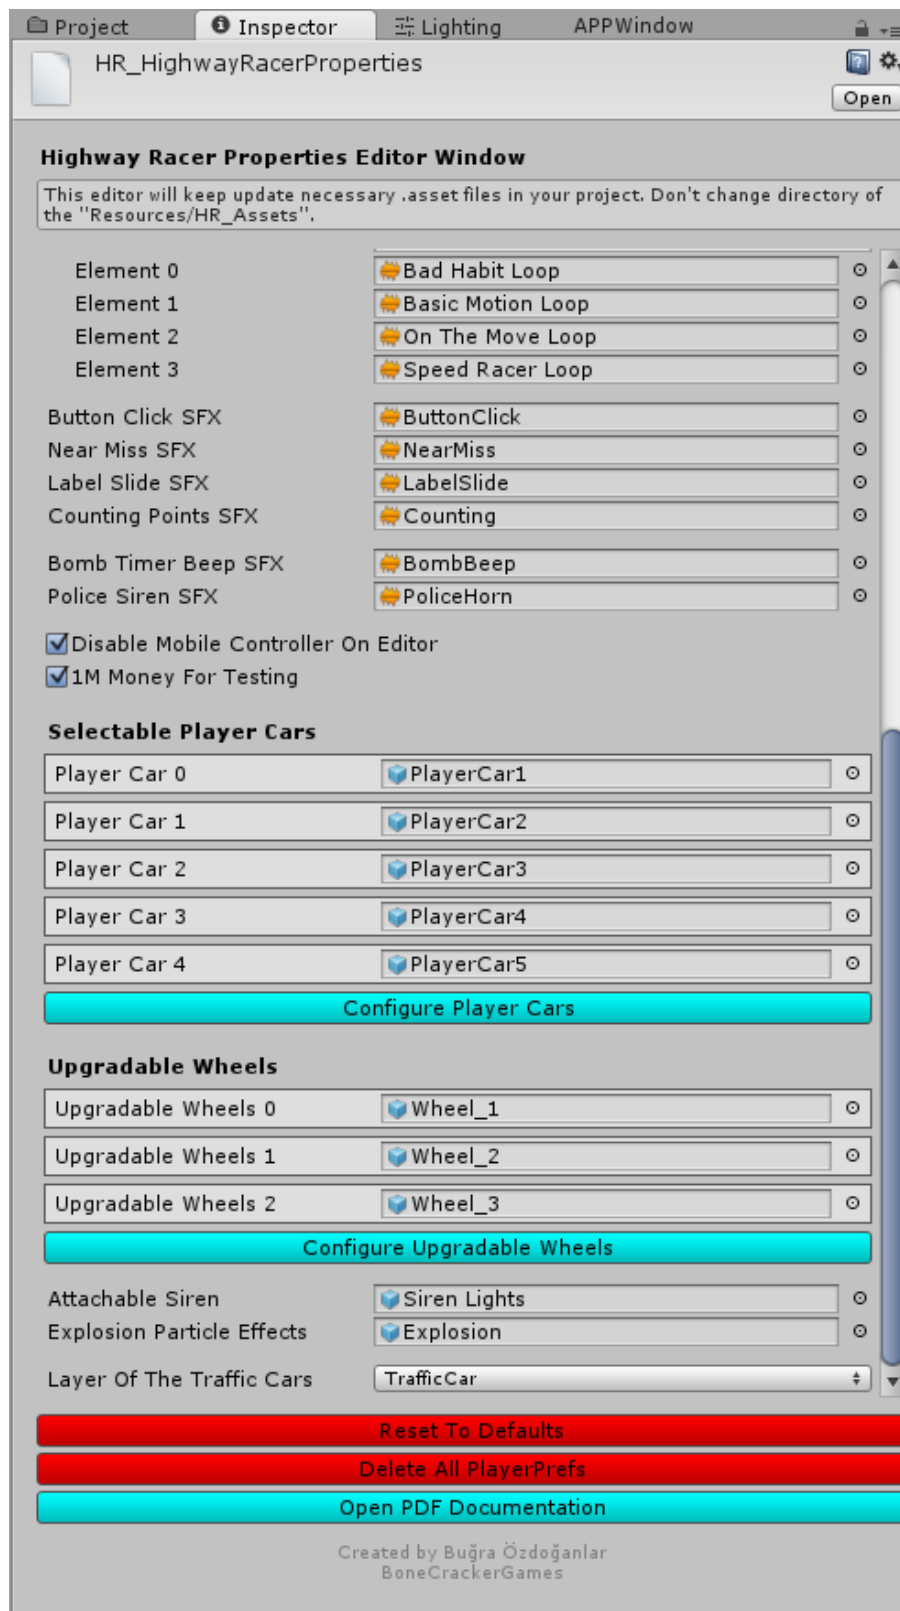 Project Inspector Lighting APPWindow
HR_HighwayRacerProperties
Open
Highway Racer Properties Editor Window
This editor will keep update necessary .asset files in your project. Don't change directory of
the "Resources/HR_Assets".
Element 0 Bad Habit Loop
Element 1 Basic Motion Loop
Element 2 On The Move Loop
Element 3 Speed Racer Loop
Button Click SFX ButtonClick
Near Miss SFX NearMiss
Label Slide SFX LabelSlide
Counting Points SFX Counting
Bomb Timer Beep SFX BombBeep
Police Siren SFX PoliceHorn
Disable Mobile Controller On Editor
1M Money For Testing
Selectable Player Cars
Player Car 0 PlayerCar1
Player Car 1 PlayerCar2
Player Car 2 PlayerCar3
Player Car 3 PlayerCar4
Player Car 4 PlayerCar5
Configure Player Cars
Upgradable Wheels
Upgradable Wheels 0 Wheel_1
Upgradable Wheels 1 Wheel_2
Upgradable Wheels 2 Wheel_3
Configure Upgradable Wheels
Attachable Siren Siren Lights
Explosion Particle Effects Explosion
Layer Of The Traffic Cars TrafficCar
Reset To Defaults
Delete All PlayerPrefs
Open PDF Documentation
Created by Buğra Özdoğanlar
BoneCrackerGames